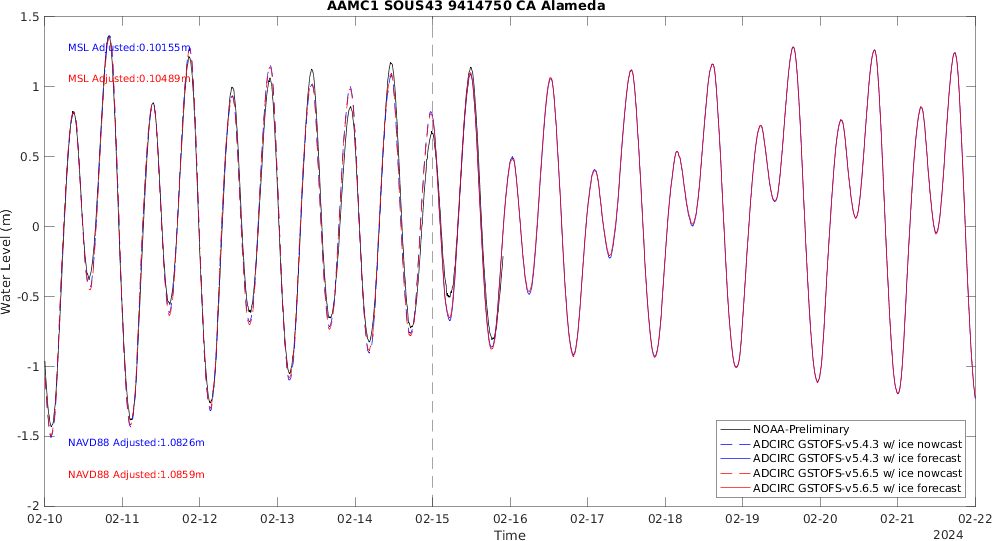 AAMC1 SOUS43 9414750 CA Alameda
1.5
1
0.5
0
-0.5
-1
-1.5
-2
Water Level (m)
MSL Adjusted:0.10155m
MSL Adjusted:0.10489m
NAVD88 Adjusted:1.0826m
NAVD88 Adjusted:1.0859m
NOAA-Preliminary
ADCIRC GSTOFS-v5.4.3 w/ ice nowcast
ADCIRC GSTOFS-v5.4.3 w/ ice forecast
ADCIRC GSTOFS-v5.6.5 w/ ice nowcast
ADCIRC GSTOFS-v5.6.5 w/ ice forecast
02-10 02-11 02-12 02-13 02-14 02-15 02-16 02-17 02-18 02-19 02-20 02-21 02-22
Time
2024